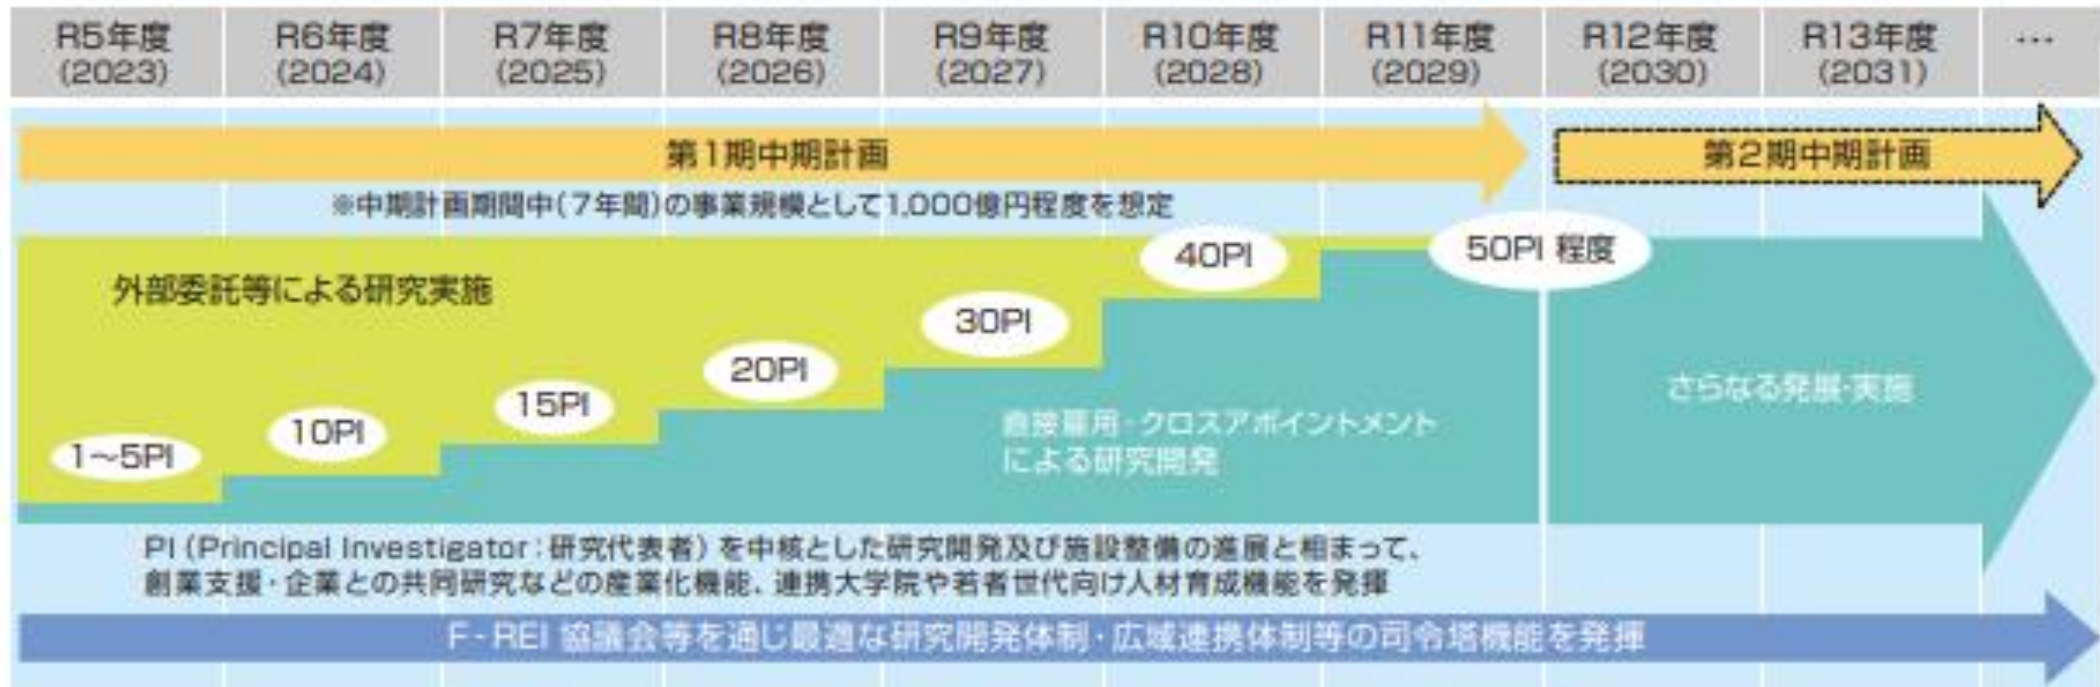 R5年度 R6年度 R7年度 R8年度 R9年度 R10年度 R11年度 R12年度 R13年度 …
(2023) (2024) (2025) (2026) (2027) (2028) (2029) (2030) (2031)
第1期中期計画
第2期中期計画
※中期計画期間中(7年間)の事業規模として1,000億円程度を想定
外部委託等による研究実施
1〜5PI
10PI
15PI
20PI
30PI
40PI
50PI 程度
直接雇用・クロスアポイントメント
による研究開発
さらなる発展・実施
PI(Principal Investigator:研究代表者)を中核とした研究開発及び施設整備の進展と相まって、
創業支援・企業との共同研究などの産業化機能、連携大学院や若者世代向け人材育成機能を発揮
F-REI 協議会等を通じ最適な研究開発体制・広域連携体制等の司令塔機能を発揮